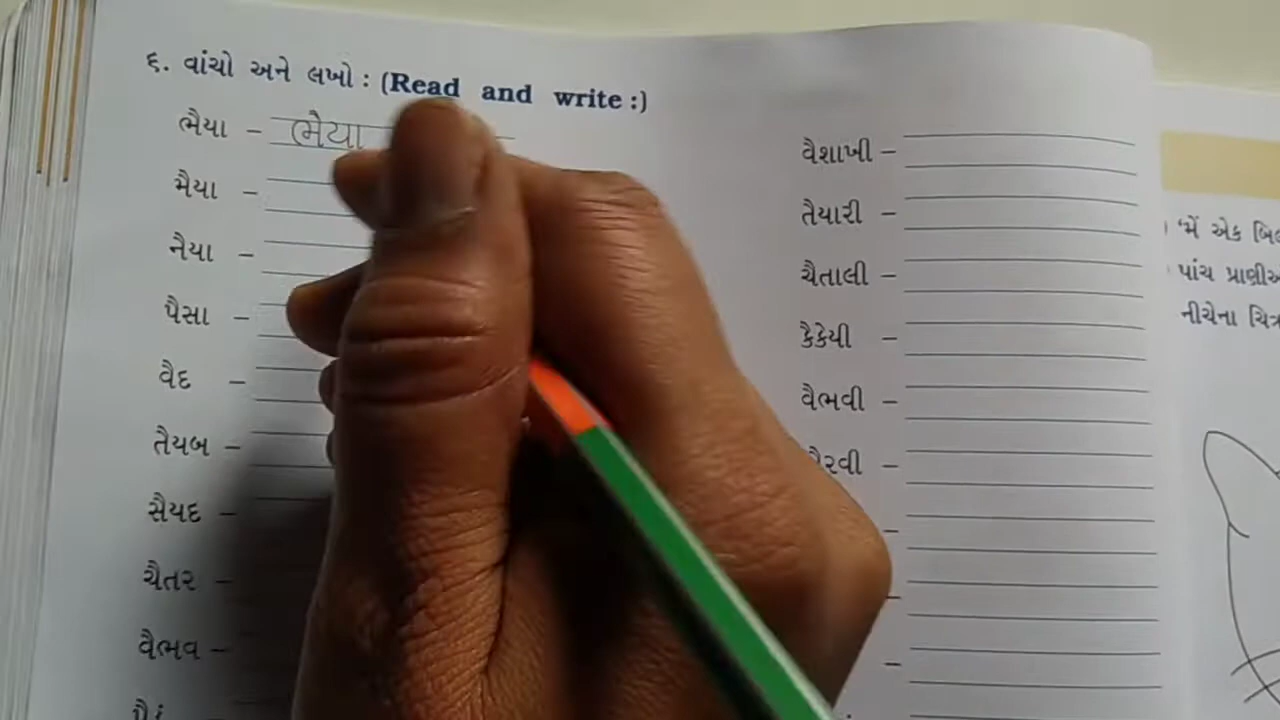 ૬. વાંચો અને લખો : (Read and write :)
ભૈયા – ભૈયા
મૈયા –
નૈયા –
પૈસા –
વૈદ –
તૈયબ –
સૈયદ –
ચૈતર –
વૈભવ –
વૈશાખી –
તૈયારી –
ચૈતાલી –
કૈકેયી –
વૈભવી –
'મેં એક
પાંચ
નીચેના